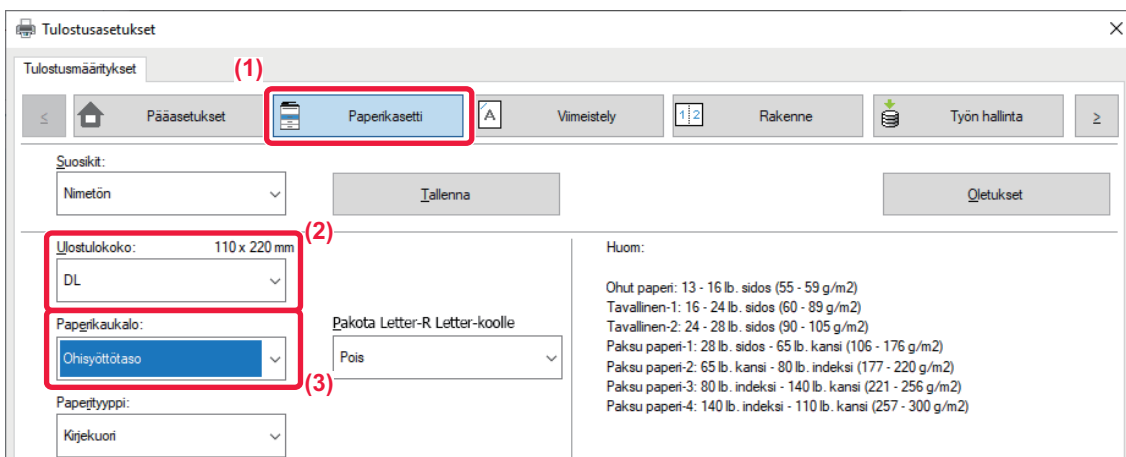 Tulostusasetukset
Tulostusmääritykset
(1)
<
Pääasetukset
Paperikasetti
A
Viimeistely
1 2
Rakenne
Työn hallinta
>
Suosikit:
Nimetön
Tallenna
Oletukset
(2)
Ulostulokoko: 110 x 220 mm
DL
Huom:
Ohut paperi: 13 - 16 lb. sidos (55 - 59 g/m2)
Tavallinen-1: 16 - 24 lb. sidos (60 - 89 g/m2)
Tavallinen-2: 24 - 28 lb. sidos (90 - 105 g/m2)
Paksu paperi-1: 28 lb. sidos - 65 lb. kansi (106 - 176 g/m2)
Paksu paperi-2: 65 lb. kansi - 80 lb. indeksi (177 - 220 g/m2)
Paksu paperi-3: 80 lb. indeksi - 140 lb. kansi (221 - 256 g/m2)
Paksu paperi-4: 140 lb. indeksi - 110 lb. kansi (257 - 300 g/m2)
Paperikaukalo:
Ohisyöttötaso
Pakota Letter-R Letter-koolle
Pois
(3)
Paperityyppi:
Kirjekuori